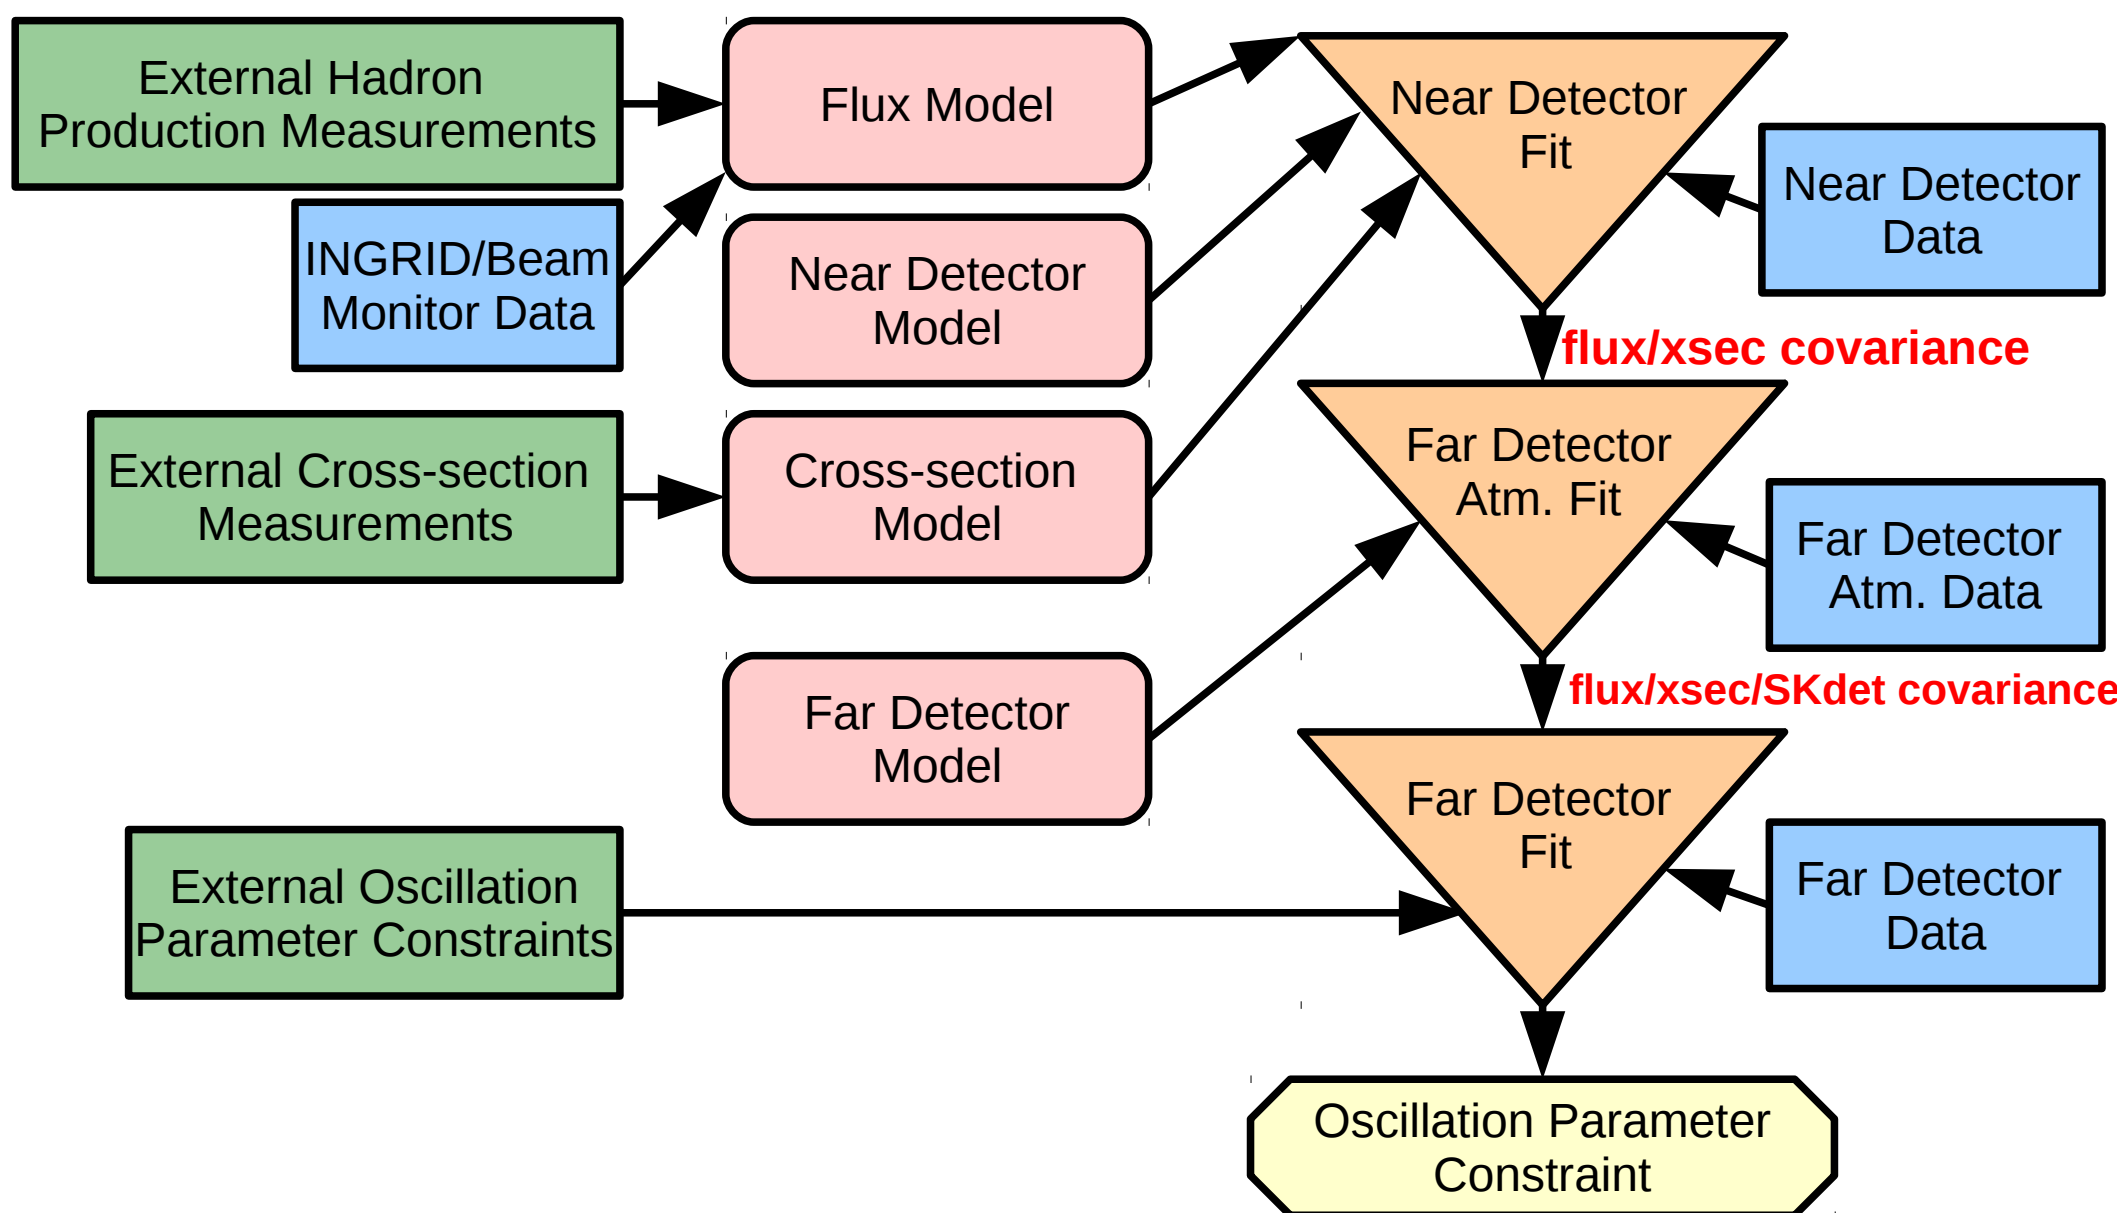 External Hadron
Production Measurements
Flux Model
Near Detector
Fit
Near Detector
Data
INGRID/Beam
Monitor Data
Near Detector
Model
flux/xsec covariance
External Cross-section
Measurements
Cross-section
Model
Far Detector
Atm. Fit
Far Detector
Atm. Data
flux/xsec/SKdet covariance
Far Detector
Model
Far Detector
Fit
Far Detector
Data
External Oscillation
Parameter Constraints
Oscillation Parameter
Constraint